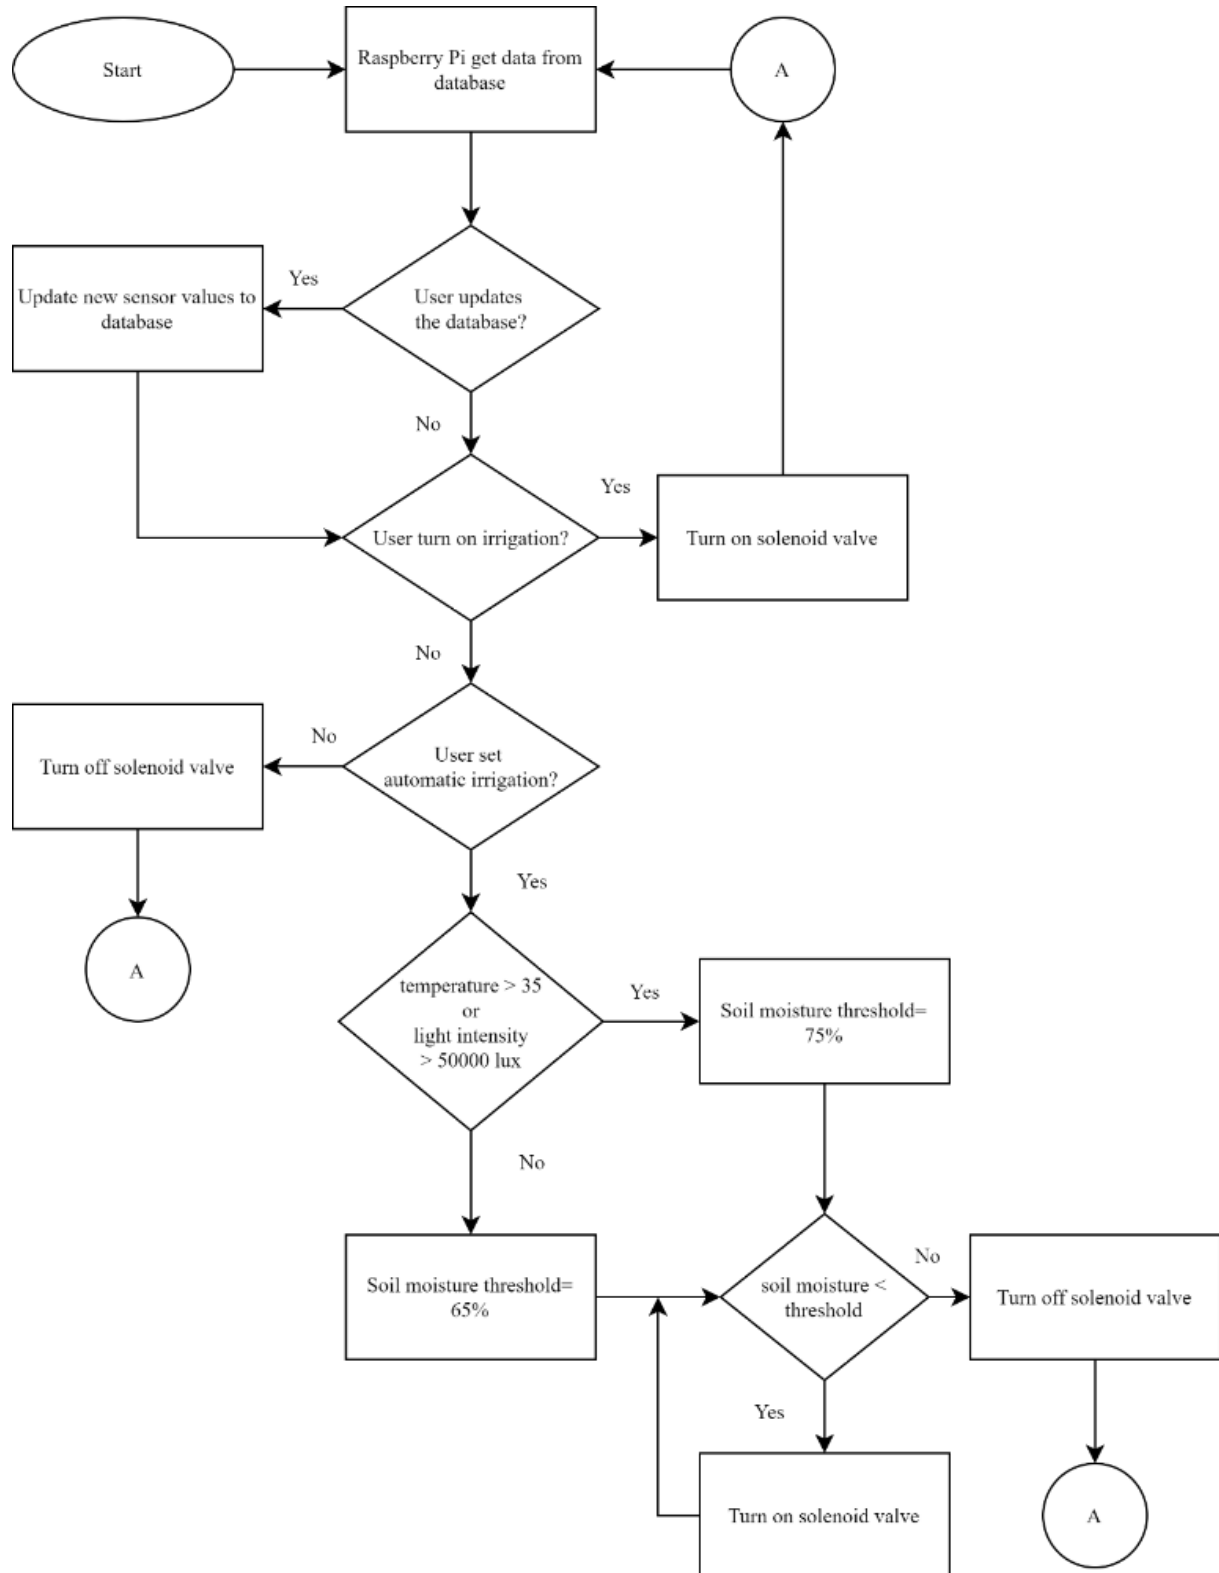 Start
Raspberry Pi get data from
database
A
Update new sensor values to
database
Yes
User updates
the database?
No
User turn on irrigation?
Yes
Turn on solenoid valve
No
Turn off solenoid valve
No
User set
automatic irrigation?
Yes
A
temperature > 35
or
light intensity
> 50000 lux
Yes
Soil moisture threshold=
75%
No
Soil moisture threshold=
65%
soil moisture <
threshold
No
Turn off solenoid valve
Yes
Turn on solenoid valve
A